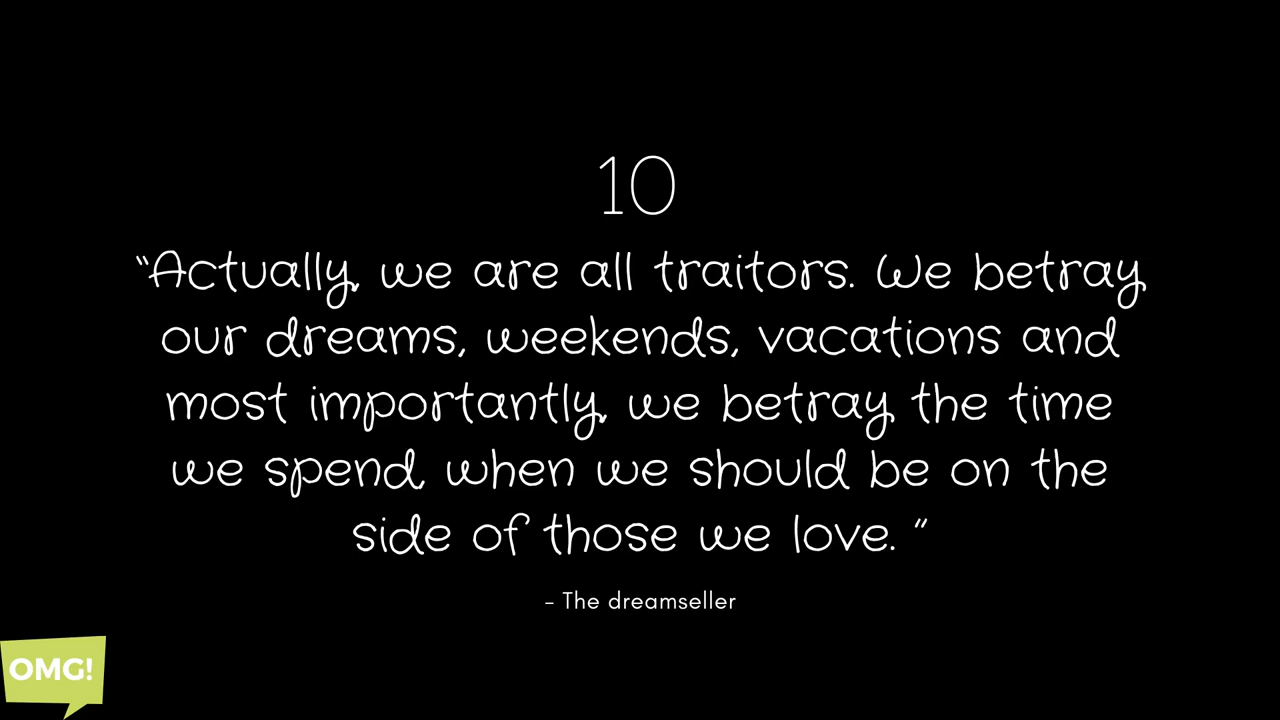 10
“Actually, we are all traitors. We betray
our dreams, weekends, vacations and
most importantly, we betray the time
we spend, when we should be on the
side of those we love. ”
– The dreamseller
OMG!